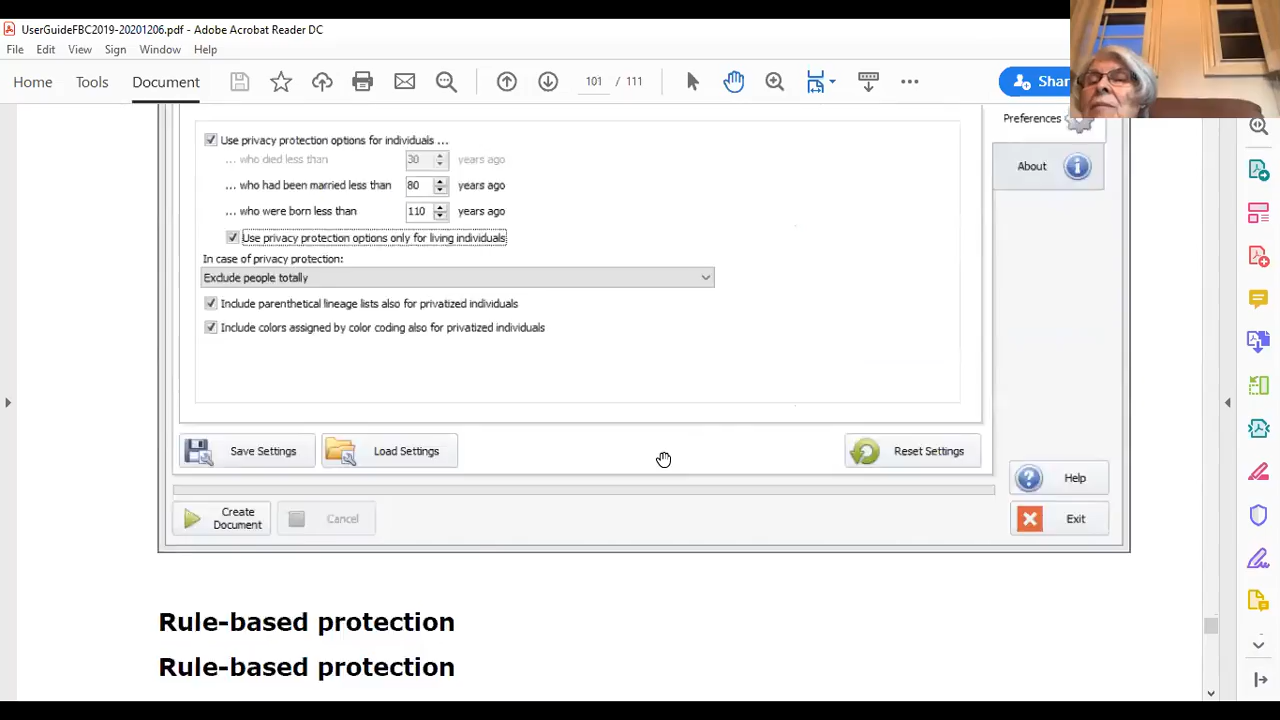 UserGuideFBC2019-20201206.pdf - Adobe Acrobat Reader DC
File Edit View Sign Window Help
Home Tools Document 101 / 111 Shar
Preferences
About
Use privacy protection options for individuals ...
... who died less than 30 years ago
... who had been married less than 80 years ago
... who were born less than 110 years ago
Use privacy protection options only for living individuals
In case of privacy protection:
Exclude people totally
Include parenthetical lineage lists also for privatized individuals
Include colors assigned by color coding also for privatized individuals
Save Settings Load Settings Reset Settings
Help
Create Document Cancel Exit
Rule-based protection
Rule-based protection